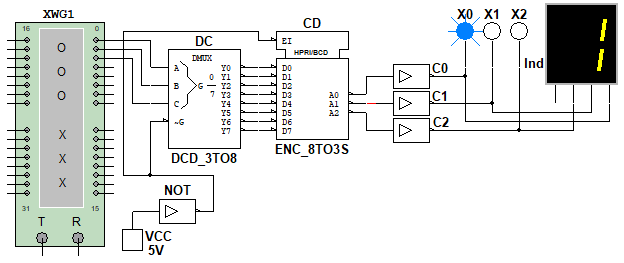 XWG1
16
0
O
O
O
X
X
X
31
15
T
R
DC
DMUX
A
B
C
~G
G
0
7
Y0
Y1
Y2
Y3
Y4
Y5
Y6
Y7
DCD_3TO8
NOT
VCC
5V
CD
EI
HPRI/BCD
D0
D1
D2
D3
D4
D5
D6
D7
A0
A1
A2
ENC_8TO3S
C0
C1
C2
X0
X1
X2
Ind
1